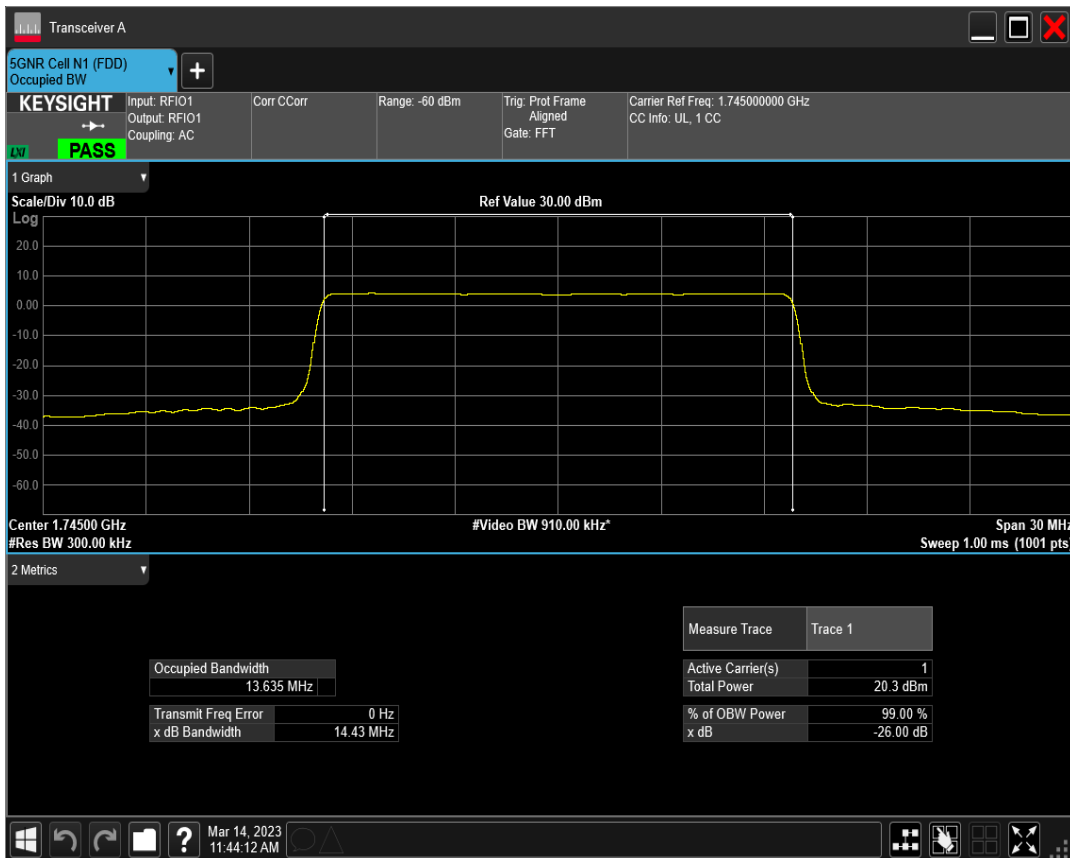 Transceiver A
5GNR Cell N1 (FDD)
Occupied BW
+
KEYSIGHT
LXI
PASS
Input: RFIO1
Output: RFIO1
Coupling: AC
Corr CCorr
Range: -60 dBm
Trig: Prot Frame
Aligned
Gate: FFT
Carrier Ref Freq: 1.745000000 GHz
CC Info: UL, 1 CC
1 Graph
Scale/Div 10.0 dB
Ref Value 30.00 dBm
Log
20.0
10.0
0.00
-10.0
-20.0
-30.0
-40.0
-50.0
-60.0
Center 1.74500 GHz
#Video BW 910.00 kHz*
Span 30 MHz
#Res BW 300.00 kHz
Sweep 1.00 ms (1001 pts)
2 Metrics
Measure Trace Trace 1
Occupied Bandwidth
13.635 MHz
Active Carrier(s) 1
Total Power 20.3 dBm
Transmit Freq Error 0 Hz
x dB Bandwidth 14.43 MHz
% of OBW Power 99.00 %
x dB -26.00 dB
?
Mar 14, 2023
11:44:12 AM